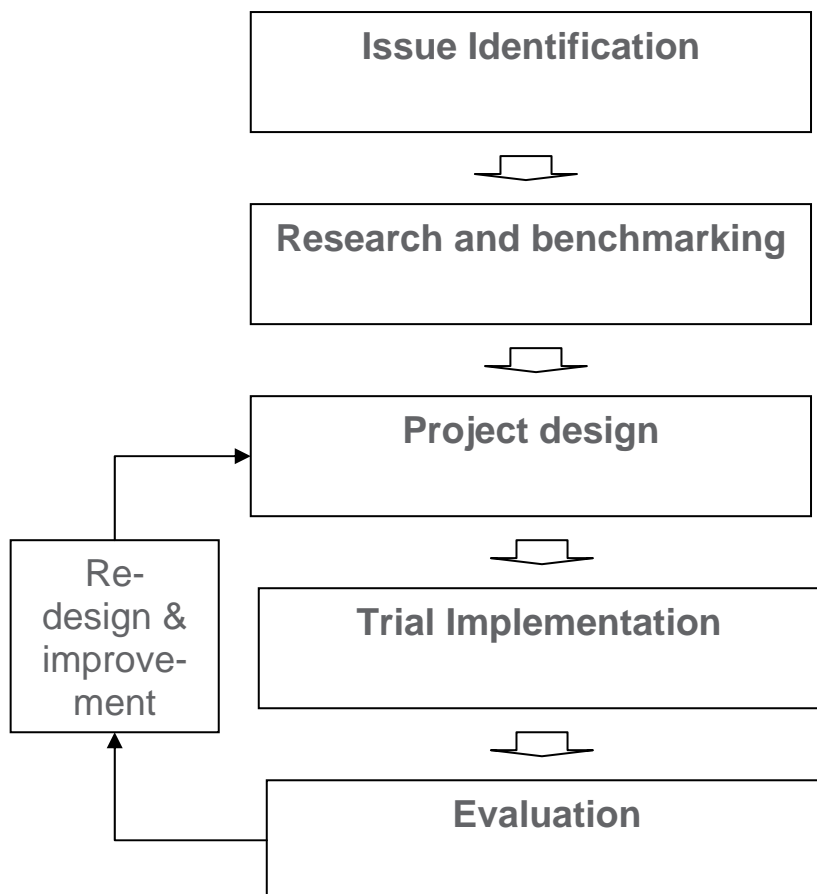 Issue Identification
Research and benchmarking
Project design
Re-
design &
improve-
ment
Trial Implementation
Evaluation